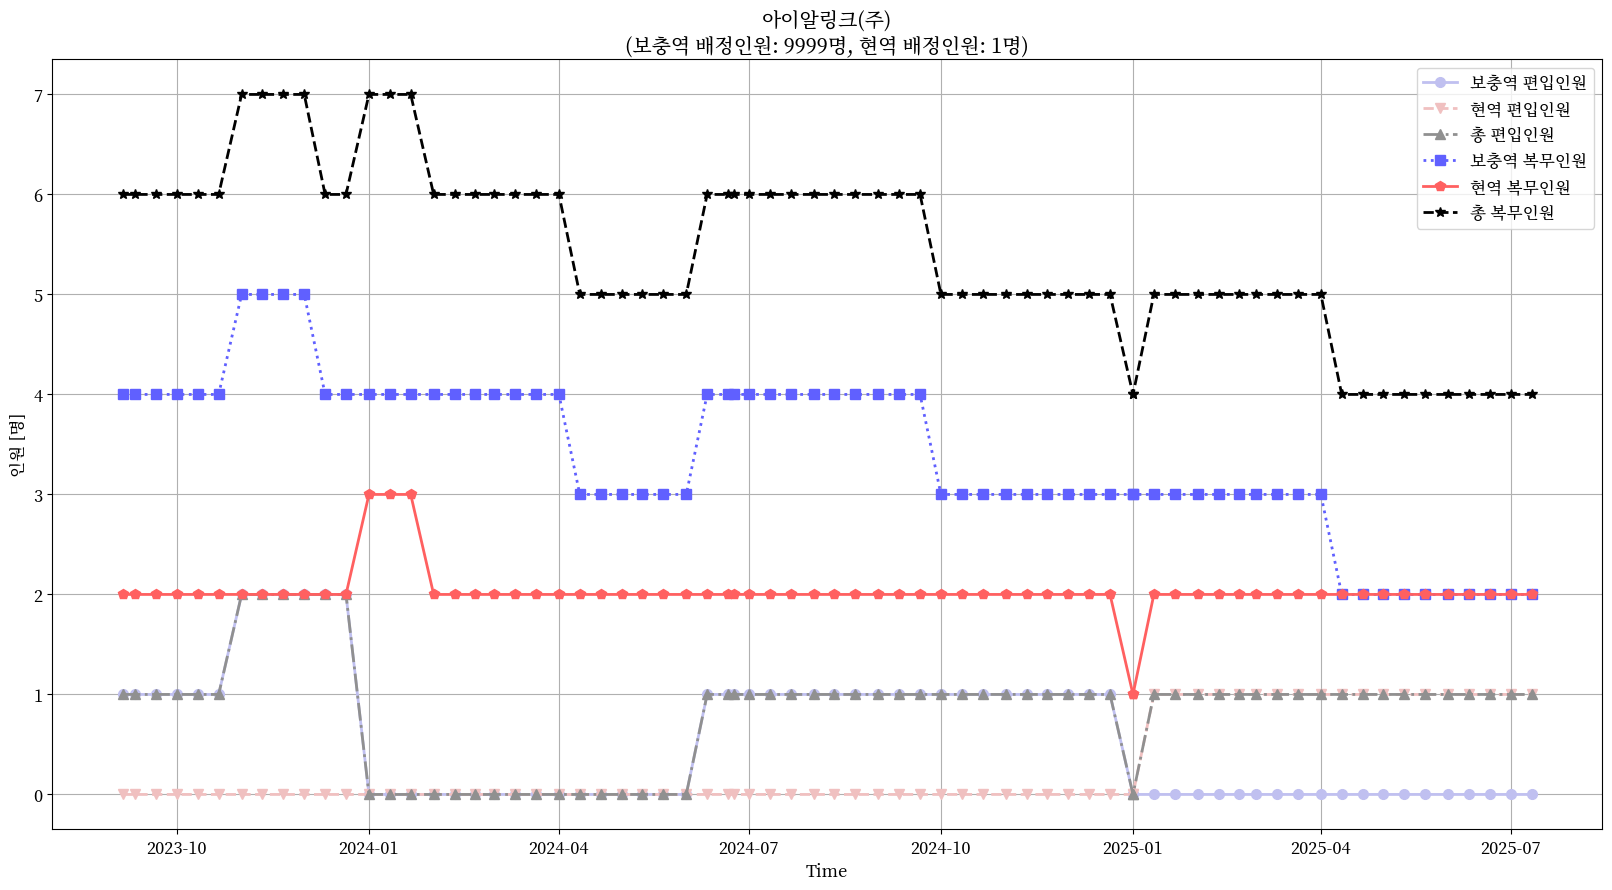 아이알링크(주)
(보충역 배정인원: 9999명, 현역 배정인원: 1명)
보충역 편입인원
현역 편입인원
총 편입인원
보충역 복무인원
현역 복무인원
총 복무인원
인원 [명]
7
6
5
4
3
2
1
0
2023-10
2024-01
2024-04
2024-07
2024-10
2025-01
2025-04
2025-07
Time